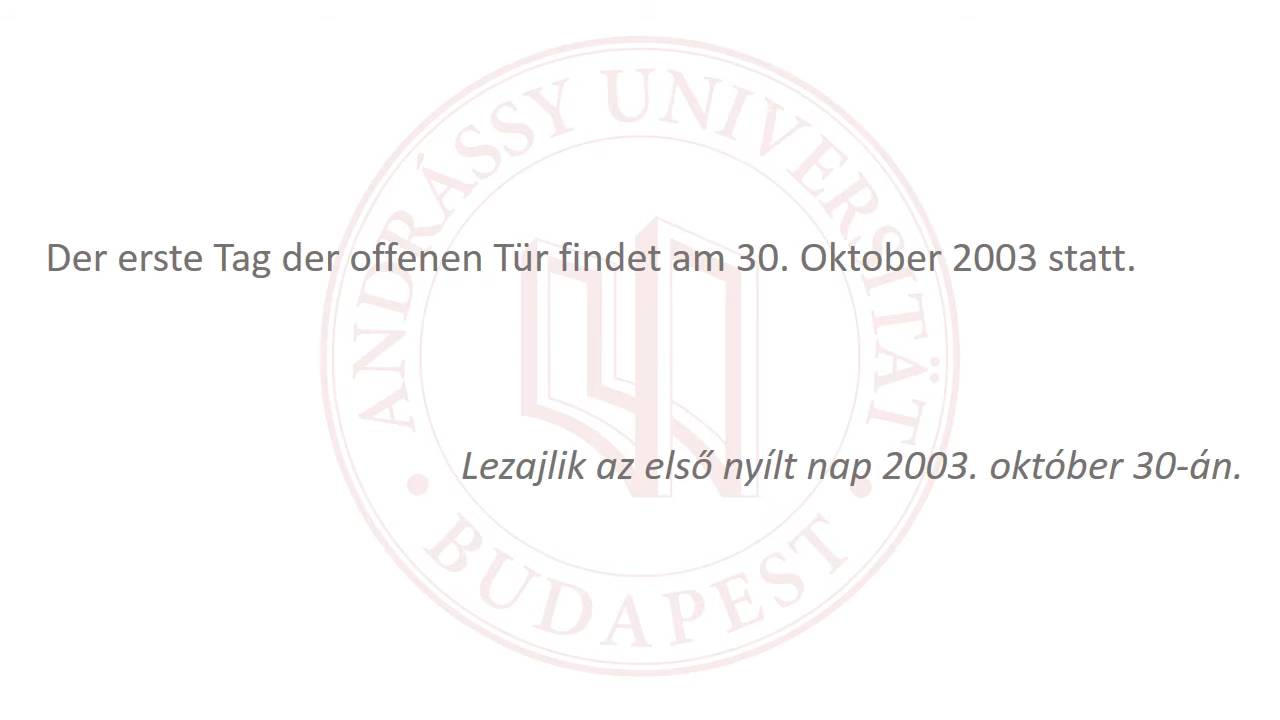 ANDRÁSSY UNIVERSITÄT
Der erste Tag der offenen Tür findet am 30. Oktober 2003 statt.
Lezajlik az első nyílt nap 2003. október 30-án.
• BUDAPEST •